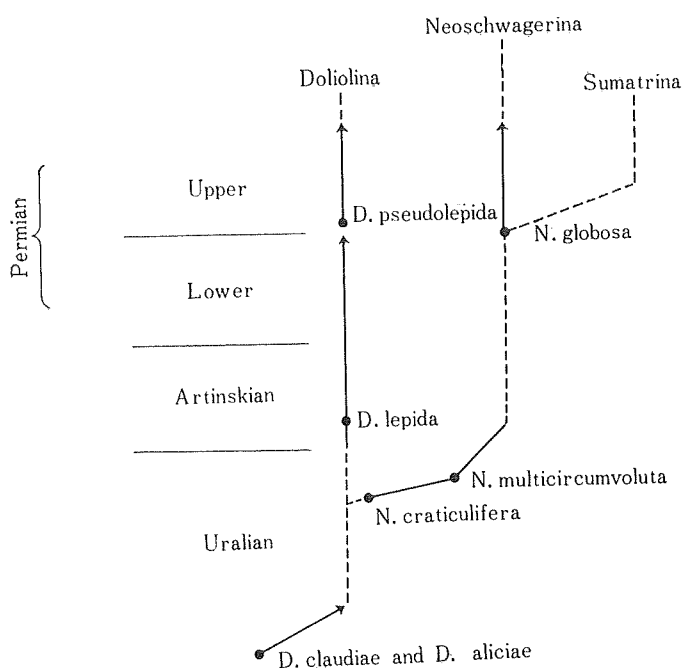 Neoschwagerina
Doliolina
Sumatrina
Permian
Upper
D. pseudolepida
N. globosa
Lower
Artinskian
D. lepida
N. multicircumvoluta
N. craticulifera
Uralian
D. claudiae and D. aliciae